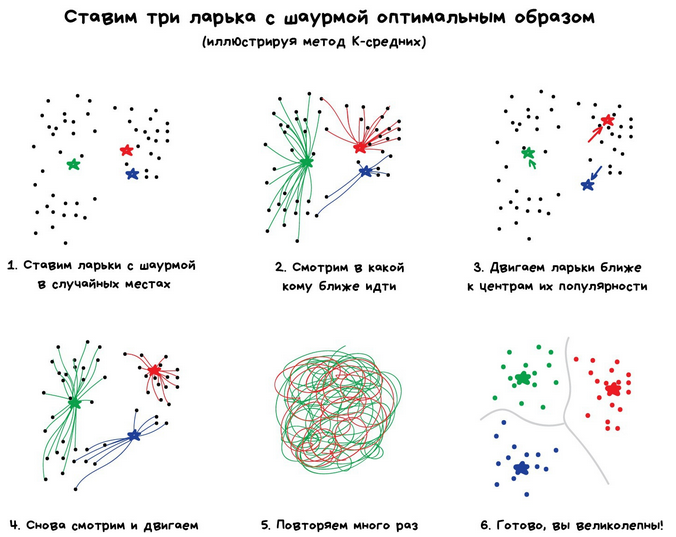 Ставим три ларька с шаурмой оптимальным образом
(иллюстрируя метод К-средних)
1. Ставим ларьки с шаурмой
в случайных местах
2. Смотрим в какой
кому ближе идти
3. Двигаем ларьки ближе
к центрам их популярности
4. Снова смотрим и двигаем
5. Повторяем много раз
6. Готово, вы великолепны!